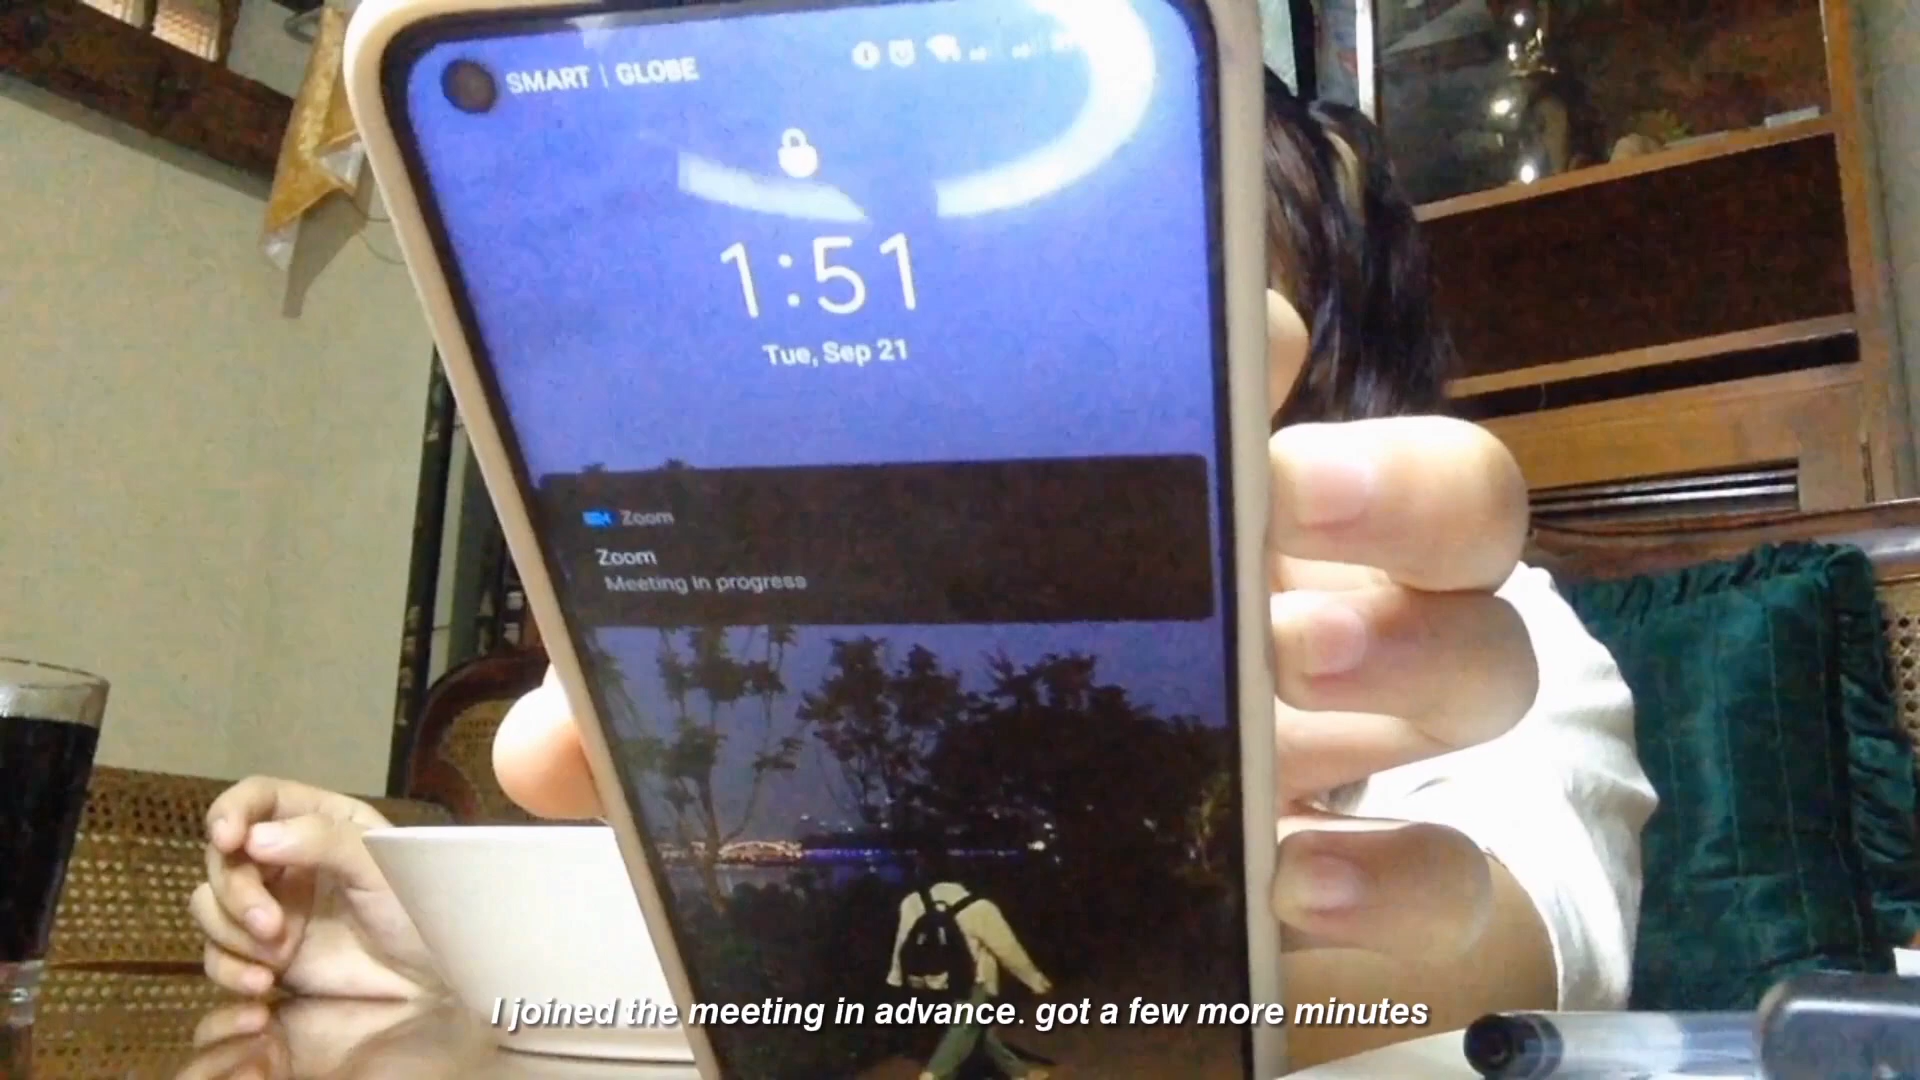 SMART | GLOBE
1:51
Tue, Sep 21
Zoom
Zoom
Meeting in progress
I joined the meeting in advance. got a few more minutes